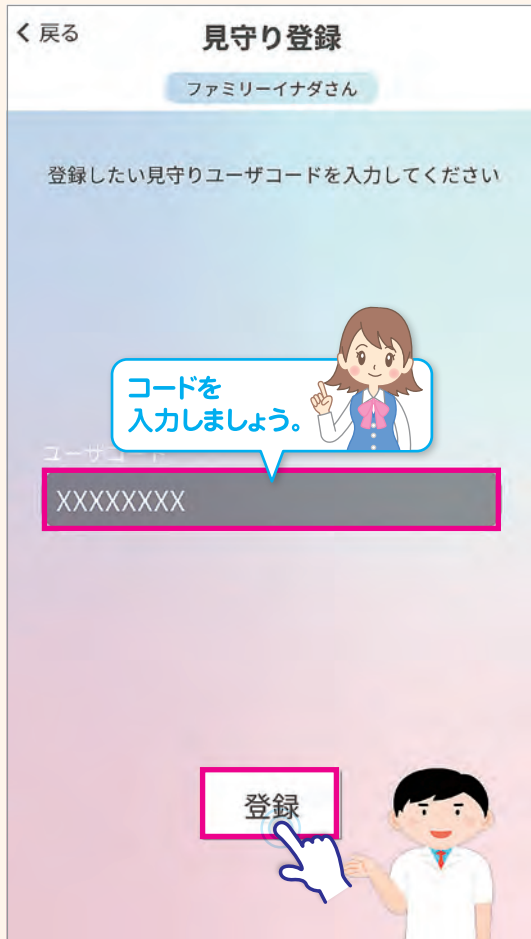 戻る
見守り登録
ファミリーイナダさん
登録したい見守りユーザコードを入力してください
コードを
入力しましょう。
ユーザコード
XXXXXXXX
登録